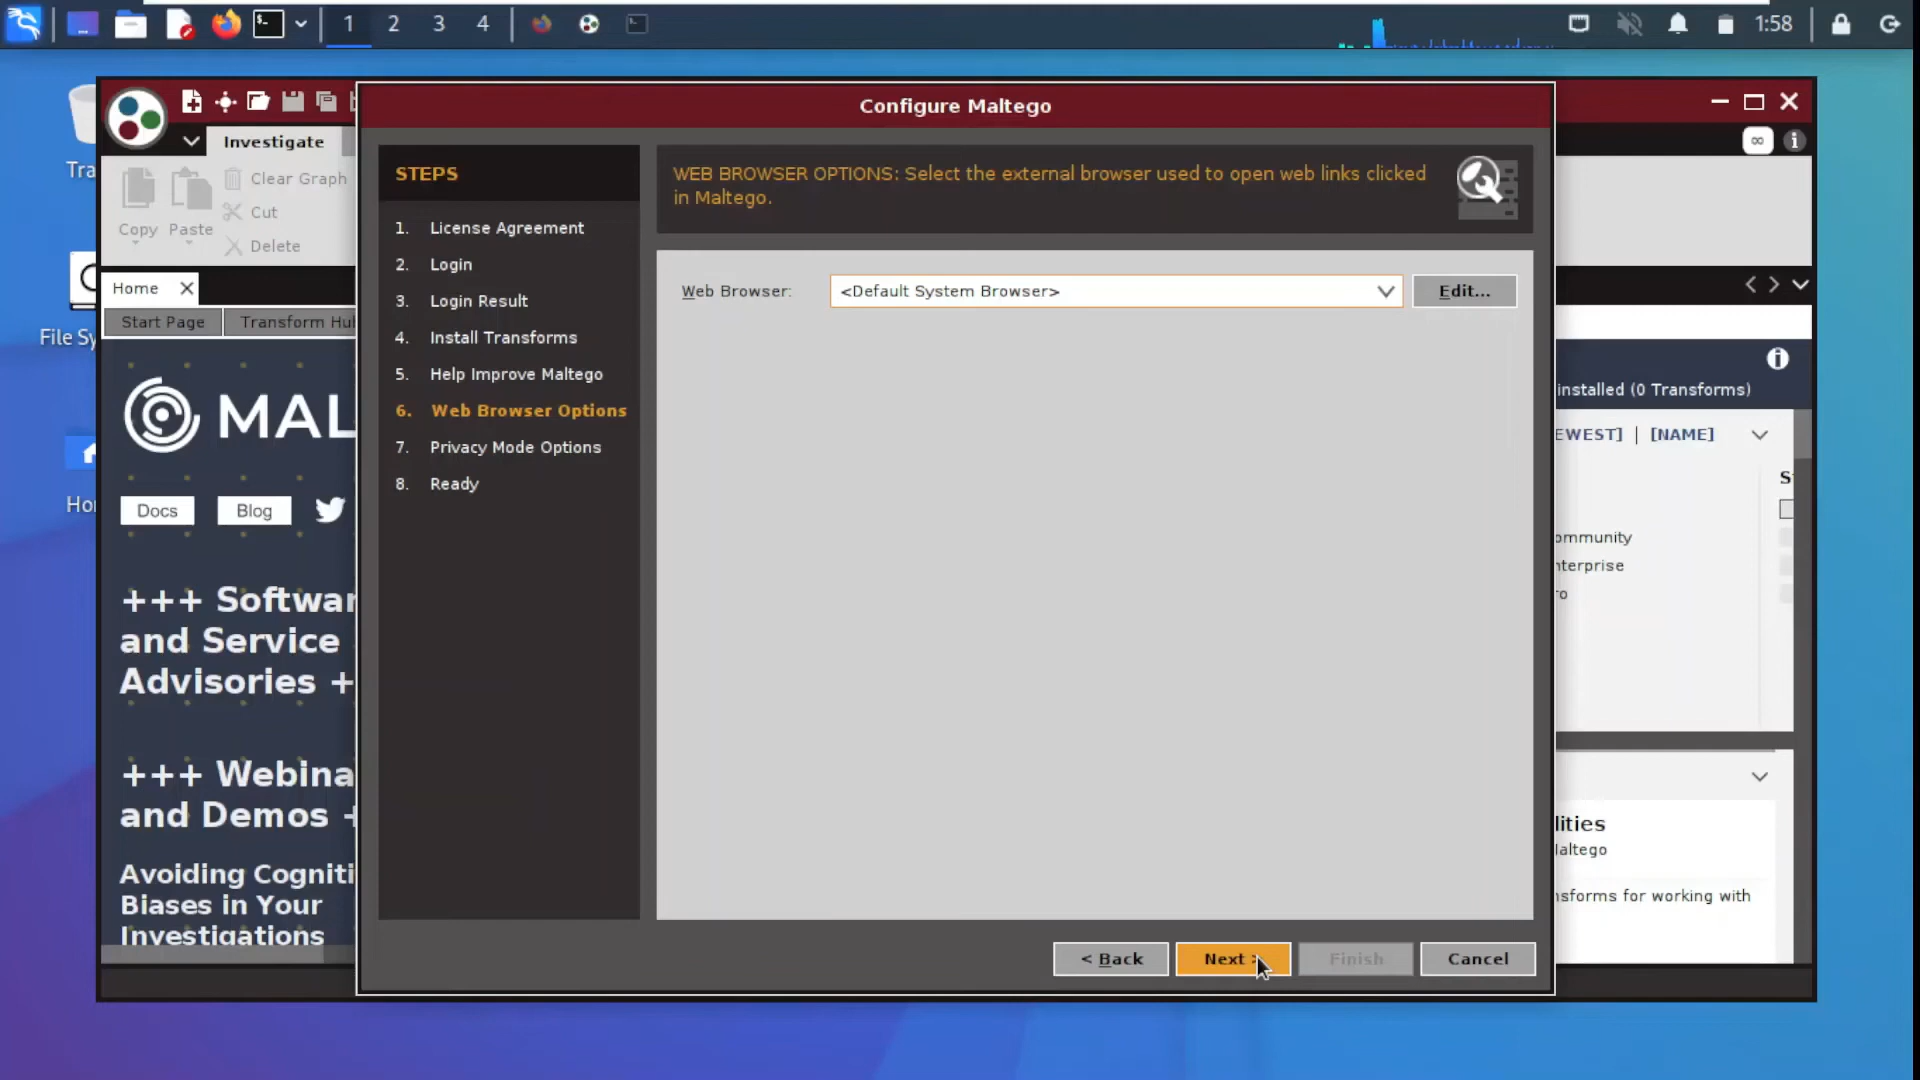 1
2
3
4
1:58
Configure Maltego
Investigate
Copy
Paste
Clear Graph
Cut
Delete
Home
Start Page
Transform Hu
MAL
Docs
Blog
+++ Softwar
and Service
Advisories +
+++ Webina
and Demos +
Avoiding Cogniti
Biases in Your
Investigations
STEPS
1. License Agreement
2. Login
3. Login Result
4. Install Transforms
5. Help Improve Maltego
6. Web Browser Options
7. Privacy Mode Options
8. Ready
WEB BROWSER OPTIONS: Select the external browser used to open web links clicked
in Maltego.
Web Browser:
<Default System Browser>
Edit...
< Back
Next >
Finish
Cancel
installed (0 Transforms)
EWEST] | [NAME]
S
ommunity
nterprise
ro
lities
Maltego
nsforms for working with
Tra
File Sy
Ho